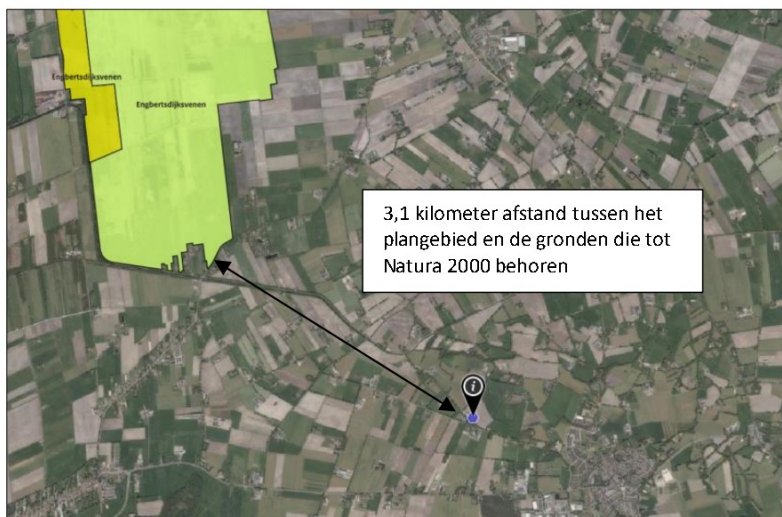 Engbertsdijksvenen
Engbertsdijksvenen
3,1 kilometer afstand tussen het
plangebied en de gronden die tot
Natura 2000 behoren
i